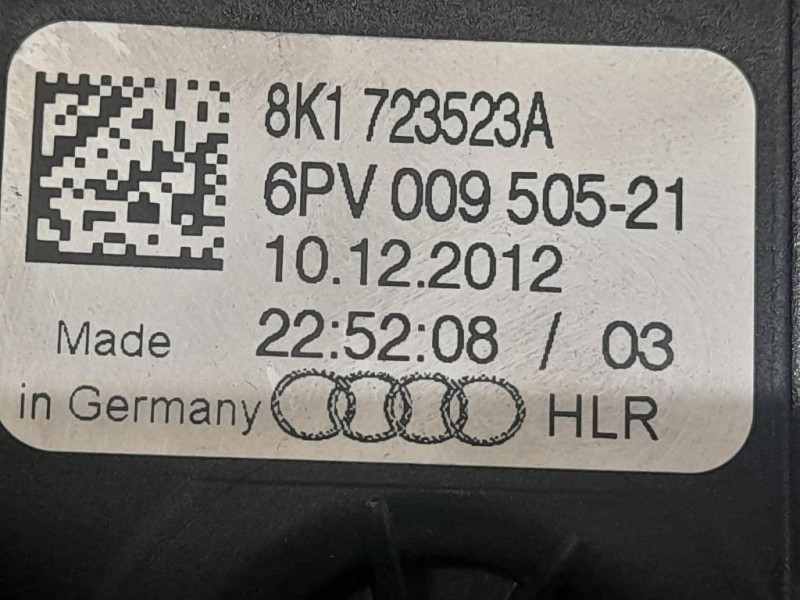 8K1 723523A
6PV 009 505-21
10.12.2012
22:52:08 / 03
Made
in Germany HLR